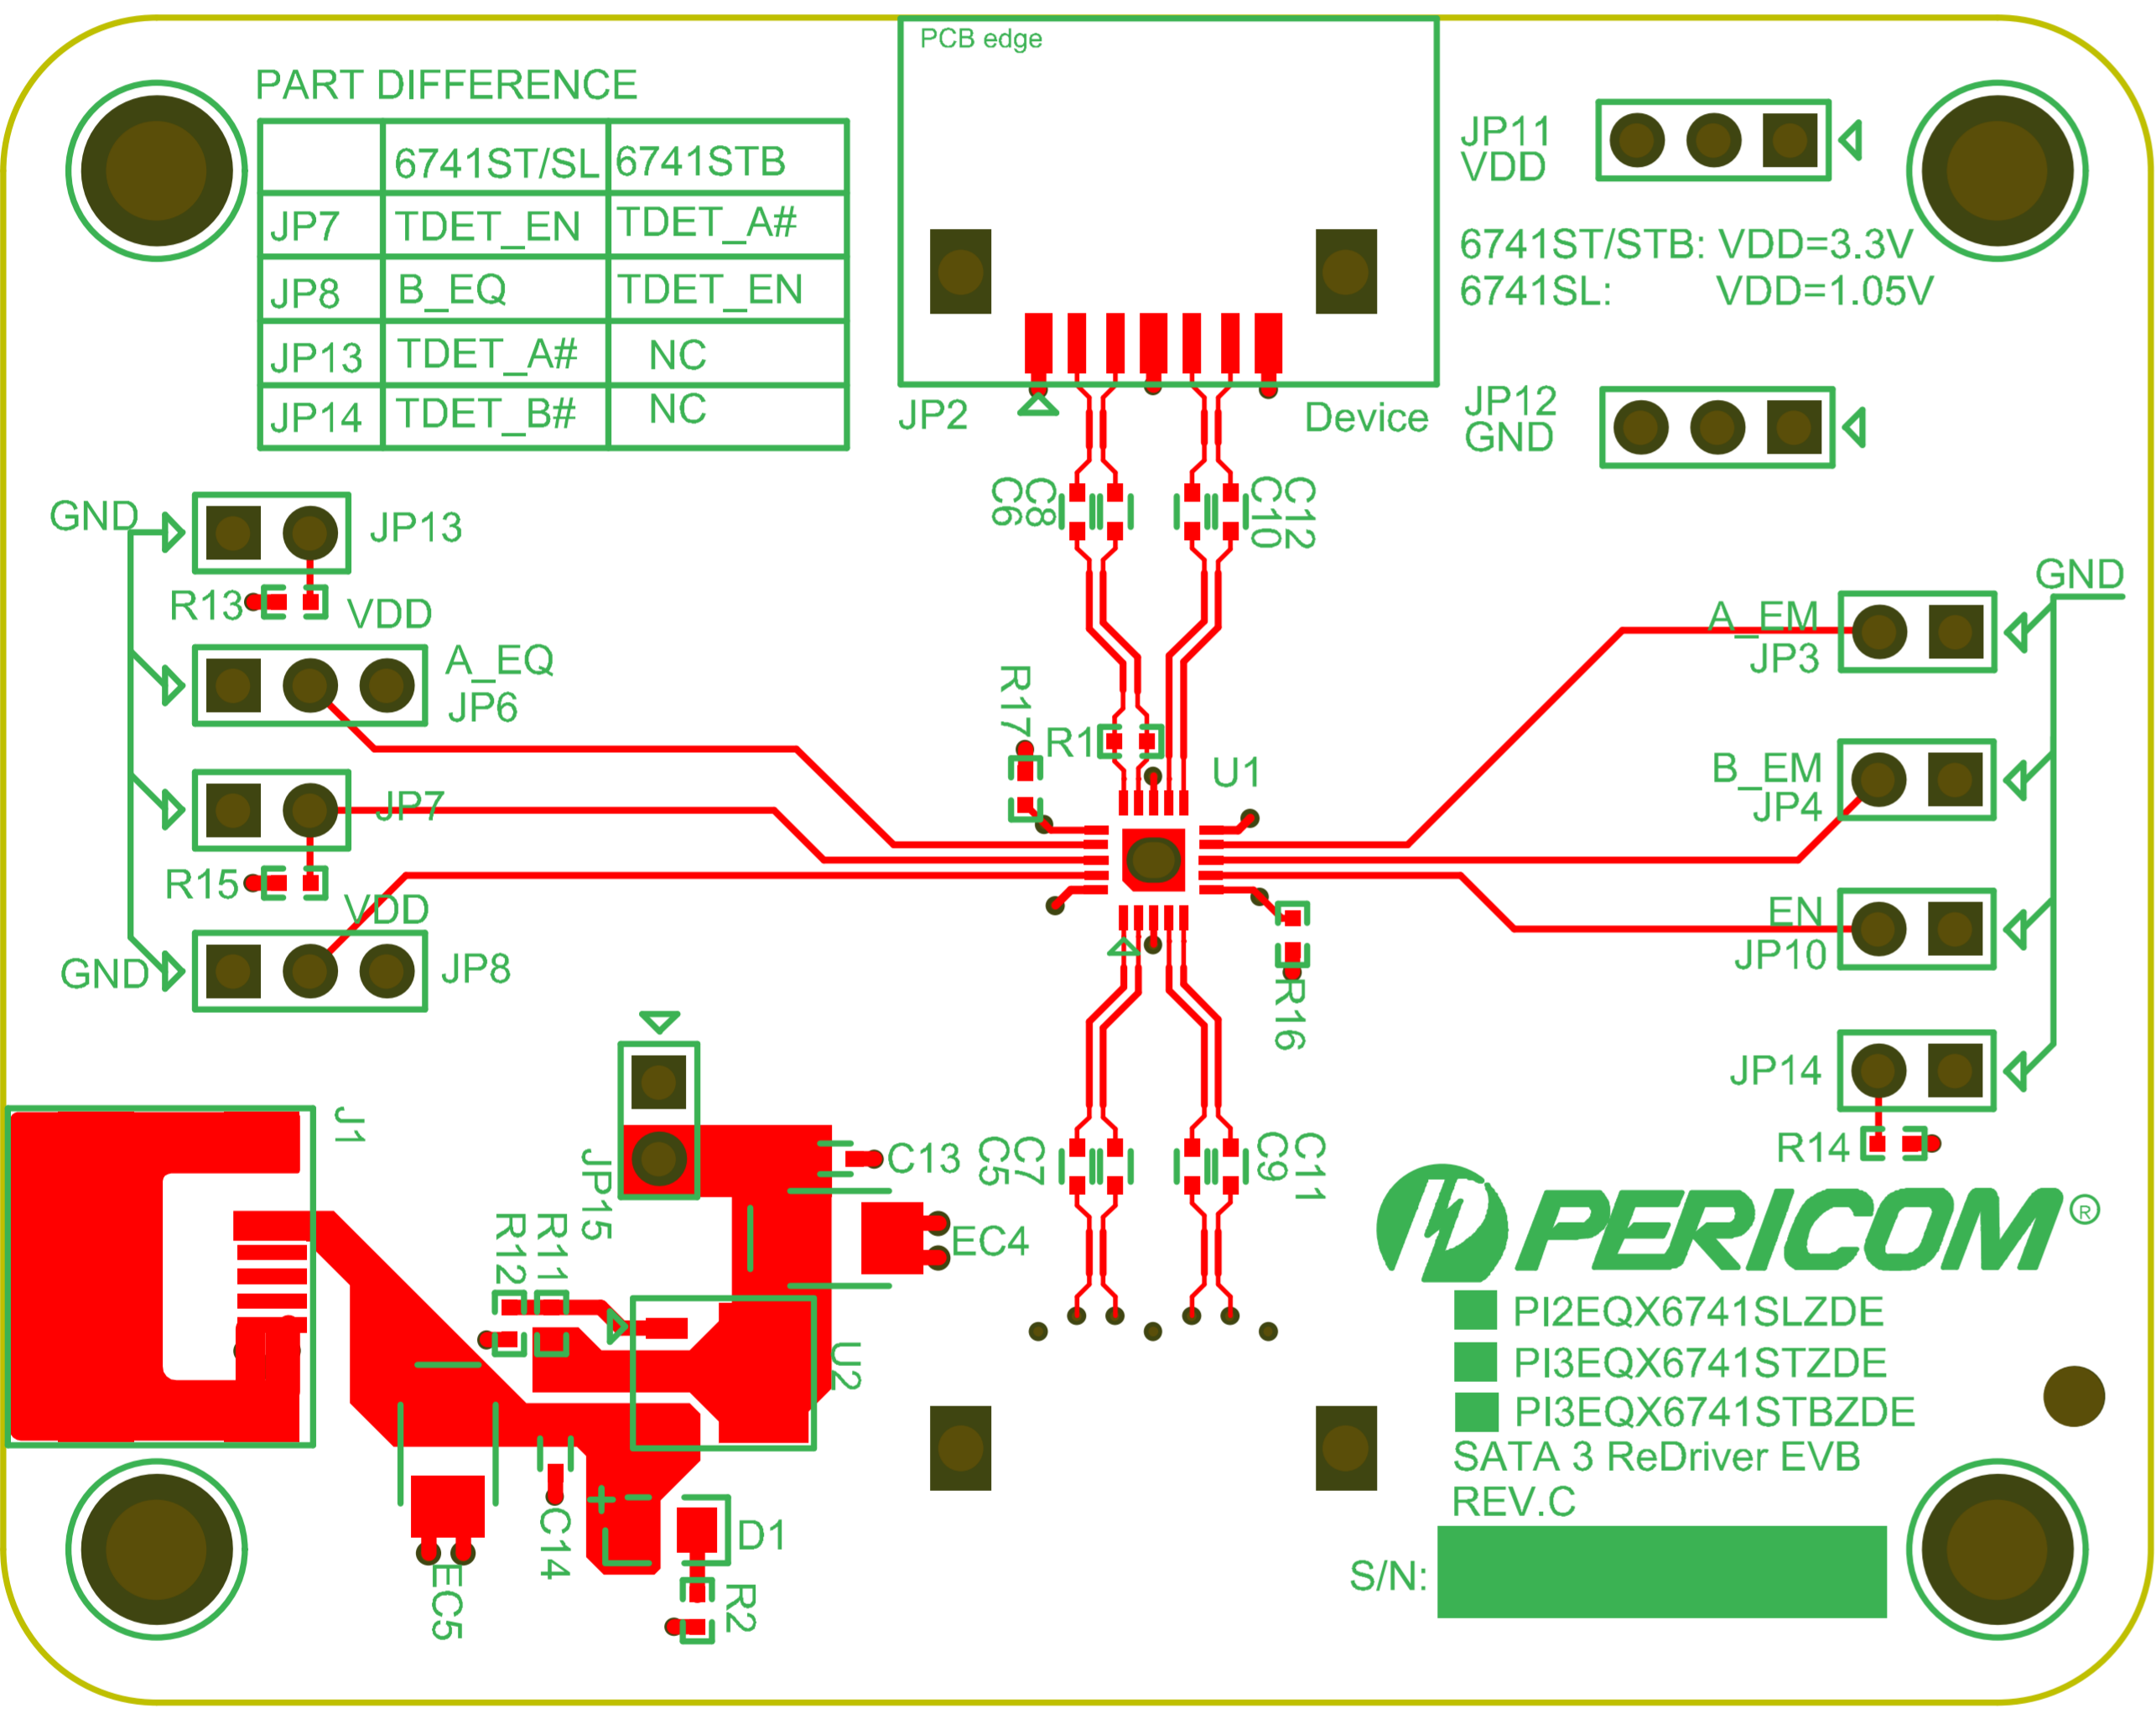 PCB edge
PART DIFFERENCE
6741ST/SL 6741STB
JP7 TDET_EN TDET_A#
JP8 B_EQ TDET_EN
JP13 TDET_A# NC
JP14 TDET_B# NC
JP11
VDD
6741ST/STB: VDD=3.3V
6741SL: VDD=1.05V
JP2
Device
JP12
GND
C6
C8
C10
C12
GND
JP13
R13
VDD
A_EQ
JP6
JP7
R15
VDD
GND
JP8
R17
R1
U1
R16
GND
A_EM
JP3
B_EM
JP4
EN
JP10
JP14
R14
J1
JP15
C13
EC4
R12
R11
U2
C5
C7
C9
C11
C14
EC5
+
D1
R2
PERICOM®
PI2EQX6741SLZDE
PI3EQX6741STZDE
PI3EQX6741STBZDE
SATA 3 ReDriver EVB
REV.C
S/N: